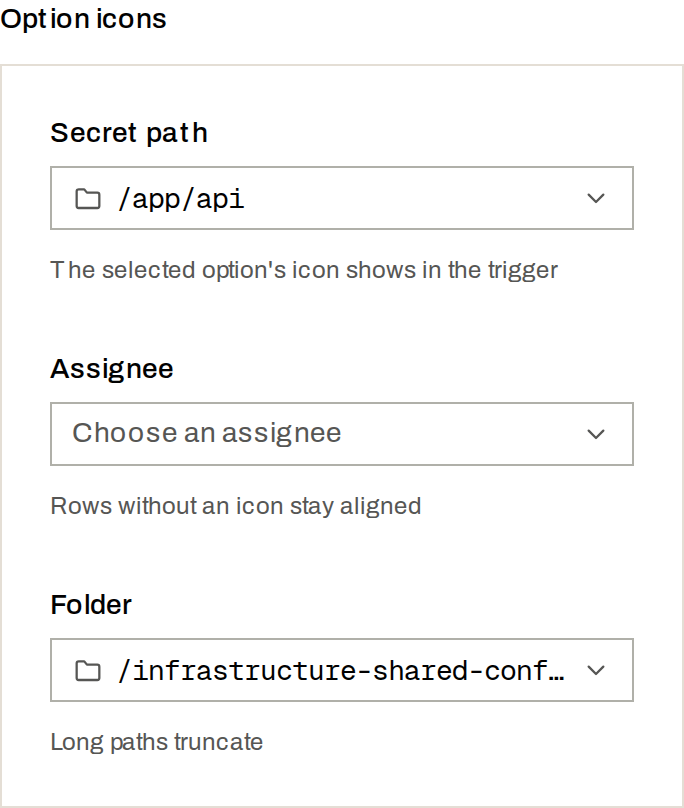 Option icons
Secret path
/app/api
The selected option's icon shows in the trigger
Assignee
Choose an assignee
Rows without an icon stay aligned
Folder
/infrastructure-shared-conf…
Long paths truncate